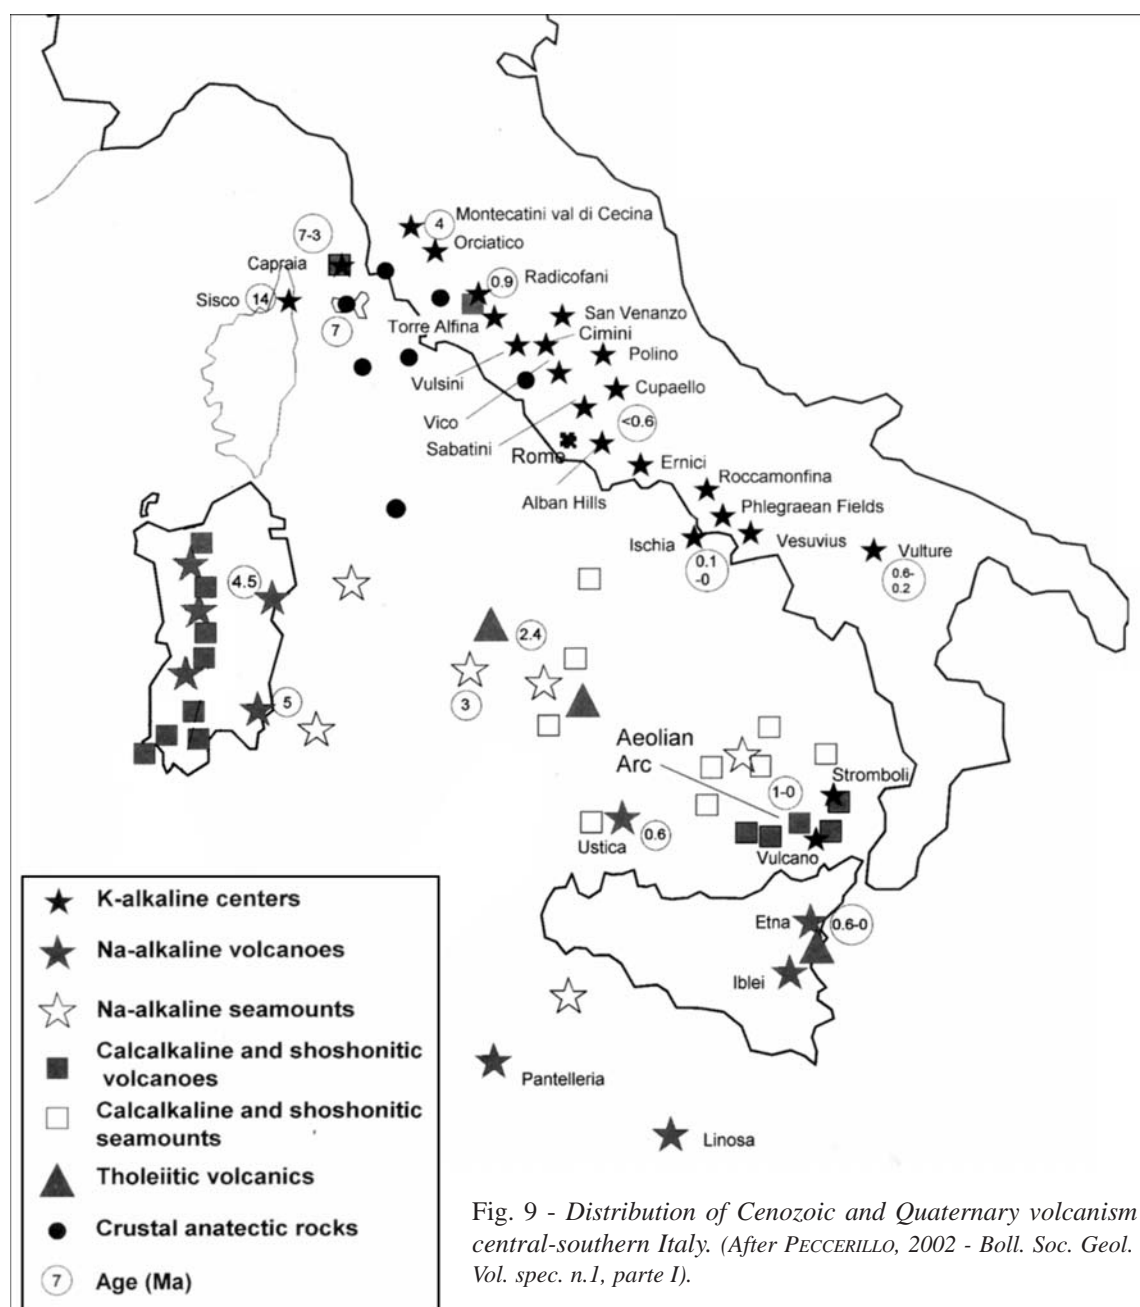 Montecatini val di Cecina
4
7-3
Orciatico
Capraia
Radicofani
0.9
Sisco
14
7
San Venanzo
Torre Alfina
Cimini
Polino
Vulsini
Cupaello
Vico
<0.6
Sabatini
Rome
Ernici
Alban Hills
Roccamonfina
Phlegraean Fields
Ischia
Vesuvius
Vulture
0.1
-0
0.6-
0.2
4.5
2.4
3
5
Aeolian
Arc
Stromboli
1-0
Ustica
0.6
Vulcano
Etna
0.6-0
Iblei
Pantelleria
Linosa
K-alkaline centers
Na-alkaline volcanoes
Na-alkaline seamounts
Calcalkaline and shoshonitic
volcanoes
Calcalkaline and shoshonitic
seamounts
Tholeiitic volcanics
Crustal anatectic rocks
7 Age (Ma)
Fig. 9 - Distribution of Cenozoic and Quaternary volcanism
central-southern Italy. (After PECCERILLO, 2002 - Boll. Soc. Geol.
Vol. spec. n.1, parte I).